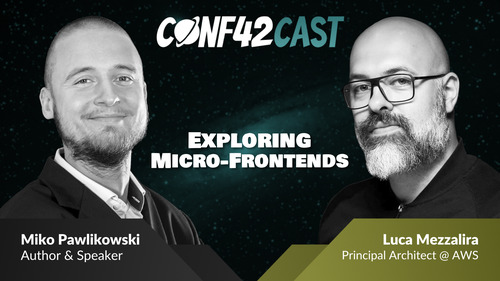 CONF42CAST
EXPLORING
MICRO-FRONTENDS
Miko Pawlikowski
Author & Speaker
Luca Mezzalira
Principal Architect @ AWS